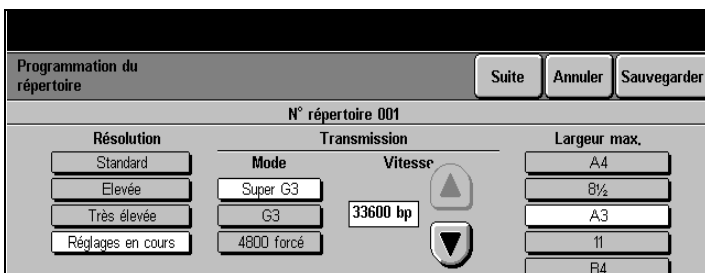 Programmation du
répertoire
Suite
Annuler
Sauvegarder
N° répertoire 001
Résolution
Transmission
Largeur max.
Standard
Mode
Vitesse
A4
Elevée
Super G3
8½
Très élevée
G3
33600 bp
A3
Réglages en cours
4800 forcé
11
B4